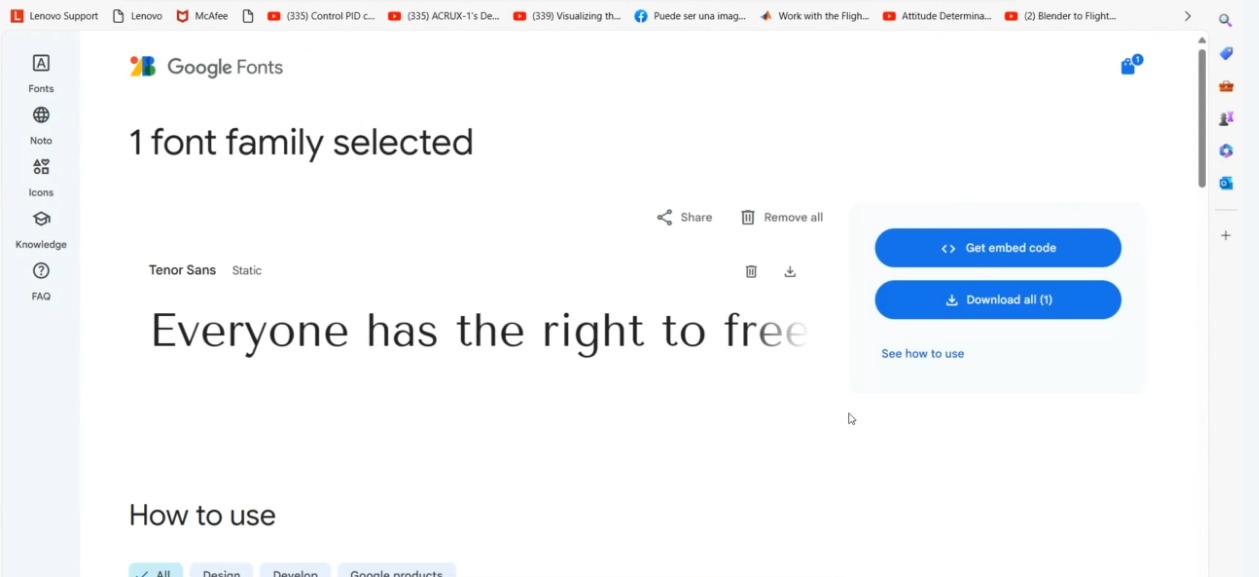 Lenovo Support Lenovo McAfee (335) Control PID c... (335) ACRUX-1's De... (339) Visualizing th... Puede ser una imag... Work with the Fligh... Attitude Determina... (2) Blender to Flight...
Google Fonts 1
Fonts
Noto
Icons
Knowledge
FAQ
1 font family selected
Share Remove all
Tenor Sans Static
Everyone has the right to free
<> Get embed code
Download all (1)
See how to use
How to use
All Design Develop Google products